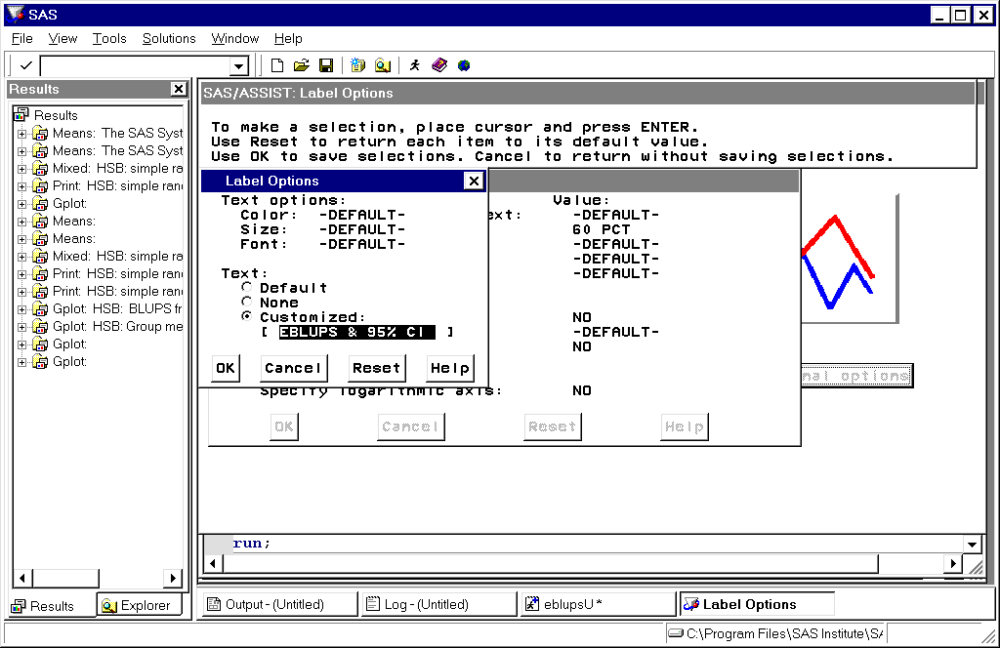 SAS
File View Tools Solutions Window Help
Results
Results
Means: The SAS Syst
Means: The SAS Syst
Mixed: HSB: simple ran
Print: HSB: simple ran
Gplot:
Means:
Means:
Mixed: HSB: simple ra
Print: HSB: simple ran
Print: HSB: simple ran
Gplot: HSB: BLUPS fr
Gplot: HSB: Group me
Gplot:
Gplot:
Results Explorer
SAS/ASSIST: Label Options
To make a selection, place cursor and press ENTER.
Use Reset to return each item to its default value.
Use OK to save selections. Cancel to return without saving selections.
Label Options
Text options:
Color: -DEFAULT-
Size: -DEFAULT-
Font: -DEFAULT-
Text:
Default
None
Customized:
[ EBLUPS & 95% CI ]
OK Cancel Reset Help
Value:
ext: -DEFAULT-
60 PCT
-DEFAULT-
-DEFAULT-
-DEFAULT-
NO
-DEFAULT-
NO
Specify logarithmic axis: NO
OK Cancel Reset Help
nal options
run;
Output - (Untitled) Log - (Untitled) eblupsU * Label Options
C:\Program Files\SAS Institute\SA